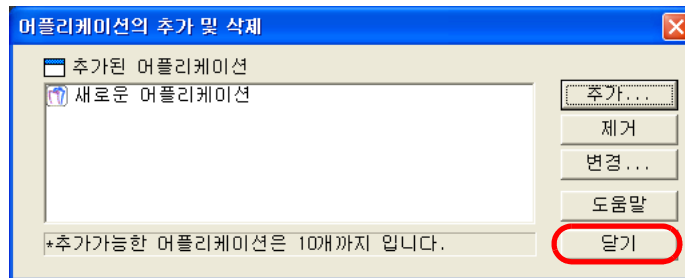 어플리케이션의 추가 및 삭제
추가된 어플리케이션
새로운 어플리케이션
추가...
제거
변경...
도움말
닫기
*추가가능한 어플리케이션은 10개까지 입니다.